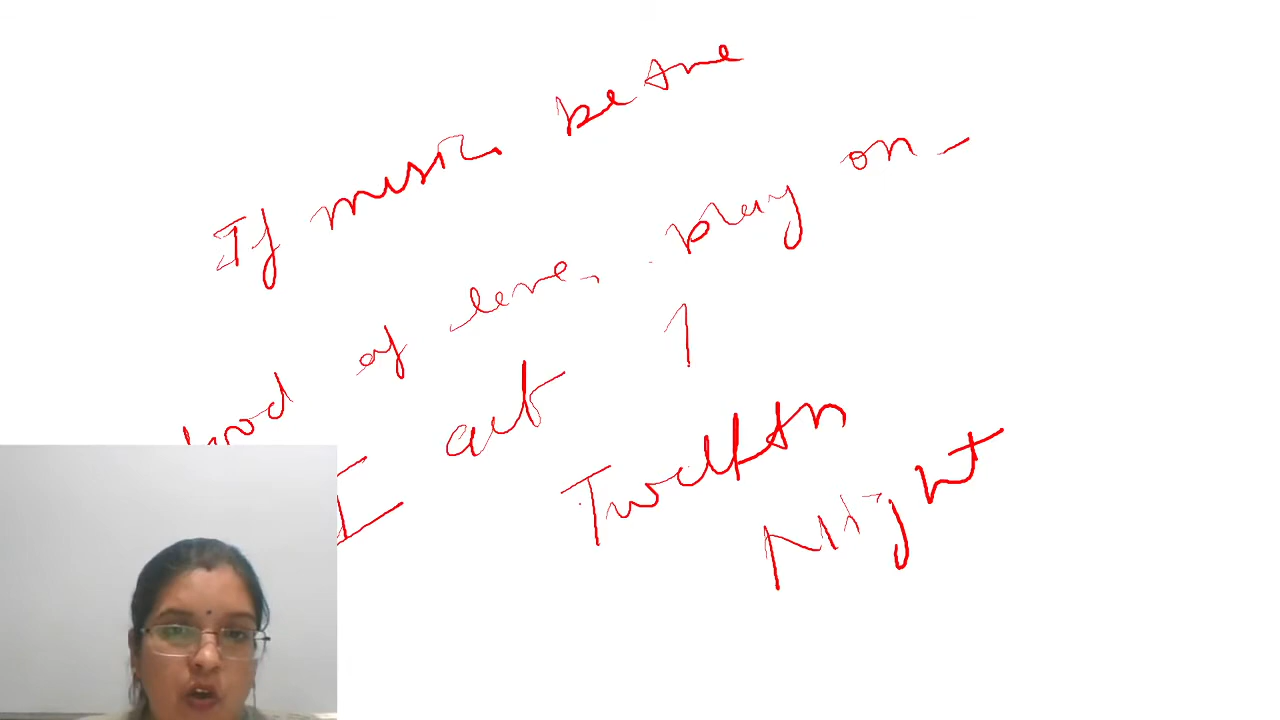 If music be the
food of love, play on -
I act 1
Twelfth
Night